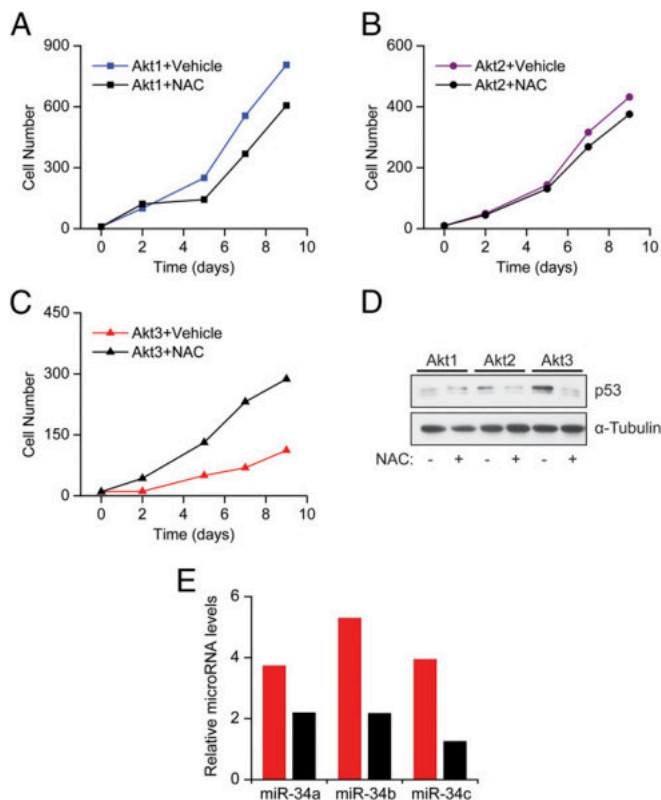 A
900
600
300
0
Cell Number
Akt1+Vehicle
Akt1+NAC
0 2 4 6 8 10
Time (days)
B
600
400
200
0
Cell Number
Akt2+Vehicle
Akt2+NAC
0 2 4 6 8 10
Time (days)
C
450
300
150
0
Cell Number
Akt3+Vehicle
Akt3+NAC
0 2 4 6 8 10
Time (days)
D
Akt1 Akt2 Akt3
p53
α-Tubulin
NAC: - + - + - +
E
6
4
2
0
Relative microRNA levels
miR-34a miR-34b miR-34c